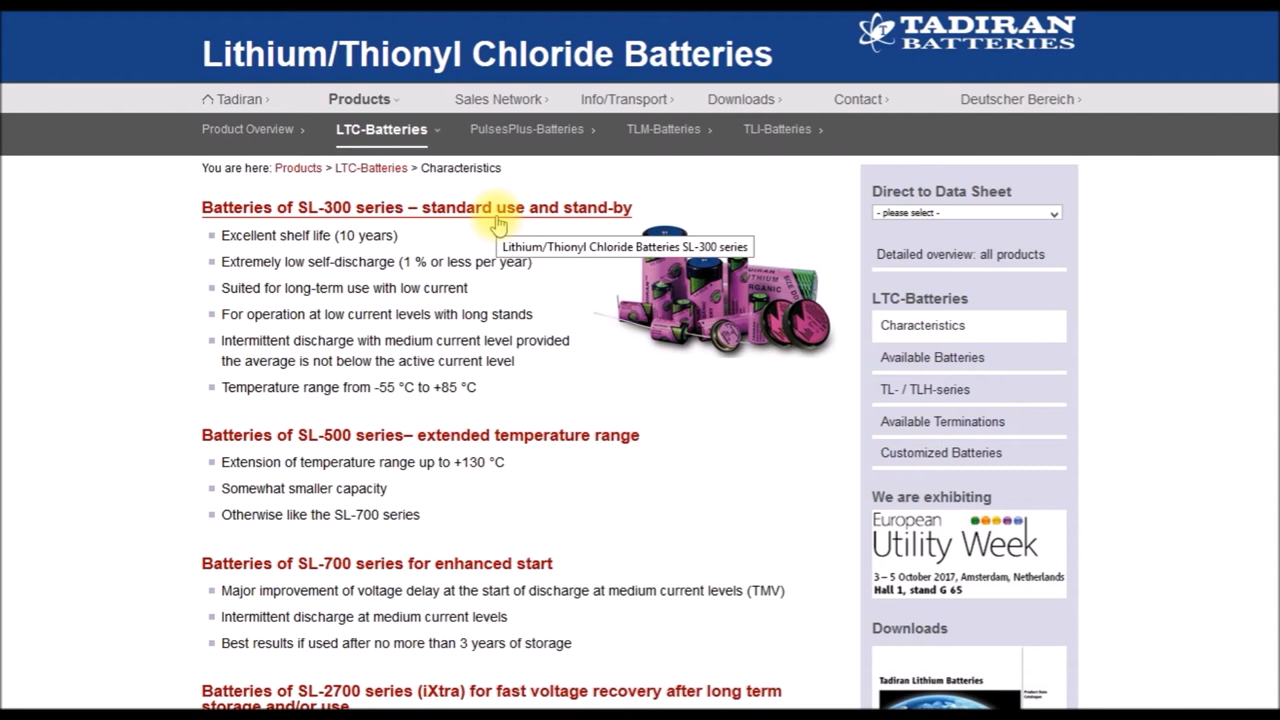 TADIRAN
BATTERIES
Lithium/Thionyl Chloride Batteries
Tadiran
Products
Sales Network
Info/Transport
Downloads
Contact
Deutscher Bereich
Product Overview
LTC-Batteries
PulsesPlus-Batteries
TLM-Batteries
TLI-Batteries
You are here: Products > LTC-Batteries > Characteristics
Batteries of SL-300 series – standard use and stand-by
Excellent shelf life (10 years)
Lithium/Thionyl Chloride Batteries SL-300 series
Extremely low self-discharge (1 % or less per year)
Suited for long-term use with low current
For operation at low current levels with long stands
Intermittent discharge with medium current level provided
the average is not below the active current level
Temperature range from -55 °C to +85 °C
Batteries of SL-500 series– extended temperature range
Extension of temperature range up to +130 °C
Somewhat smaller capacity
Otherwise like the SL-700 series
Batteries of SL-700 series for enhanced start
Major improvement of voltage delay at the start of discharge at medium current levels (TMV)
Intermittent discharge at medium current levels
Best results if used after no more than 3 years of storage
Batteries of SL-2700 series (iXtra) for fast voltage recovery after long term
storage and/or use
Direct to Data Sheet
- please select -
Detailed overview: all products
LTC-Batteries
Characteristics
Available Batteries
TL- / TLH-series
Available Terminations
Customized Batteries
We are exhibiting
European
Utility Week
3 – 5 October 2017, Amsterdam, Netherlands
Hall 1, stand G 65
Downloads
Tadiran Lithium Batteries